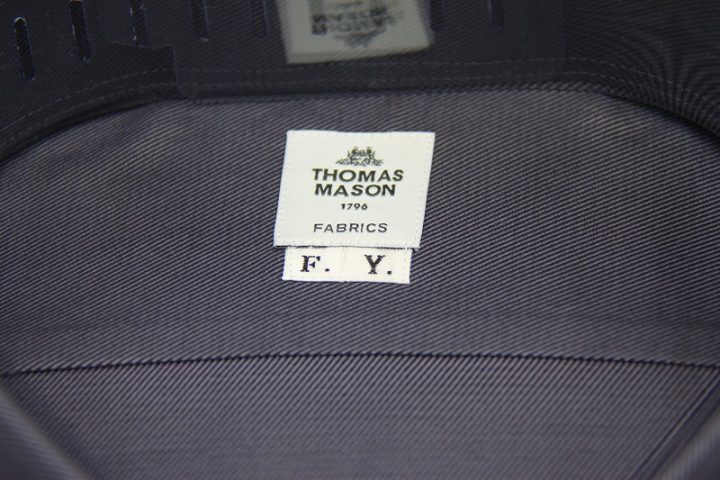 THOMAS
MASON
1796
FABRICS
F. Y.